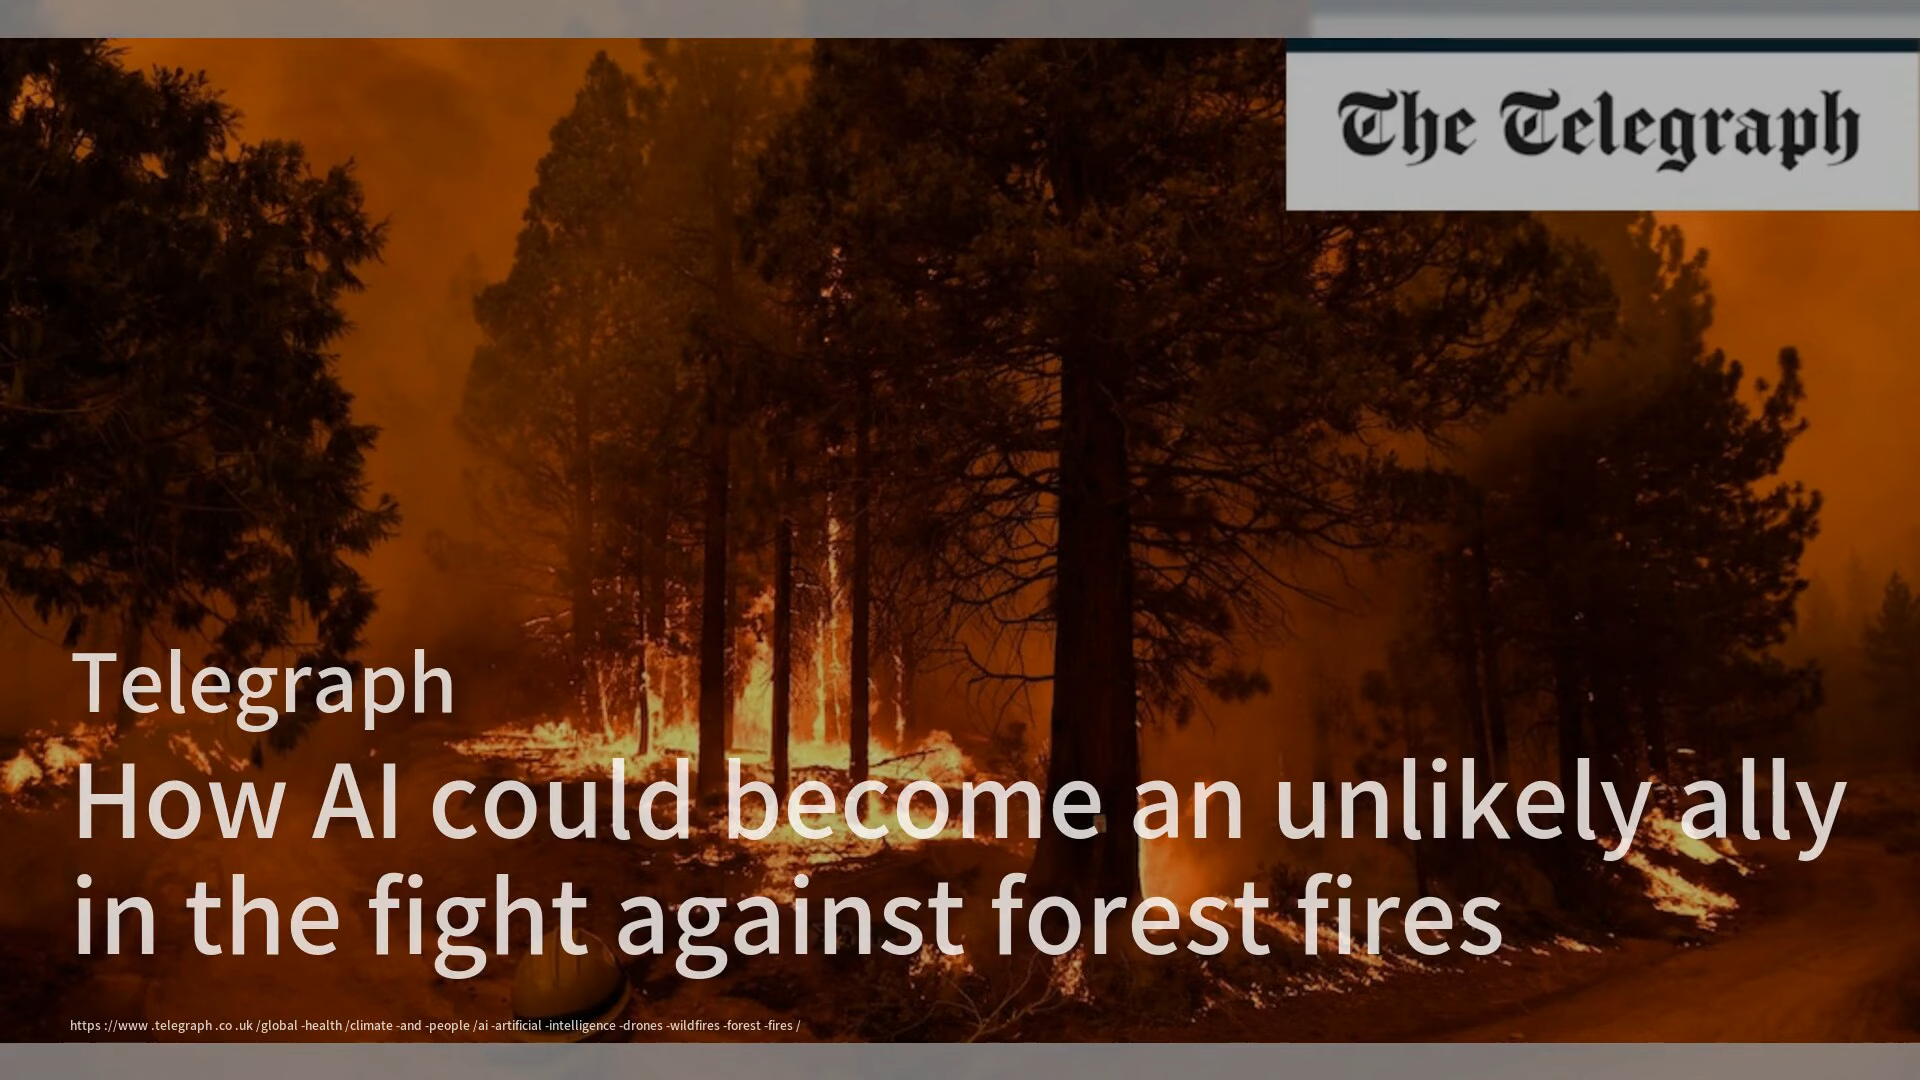 The Telegraph
Telegraph
How AI could become an unlikely ally
in the fight against forest fires
https ://www .telegraph .co .uk /global -health /climate -and -people /ai -artificial -intelligence -drones -wildfires -forest -fires /